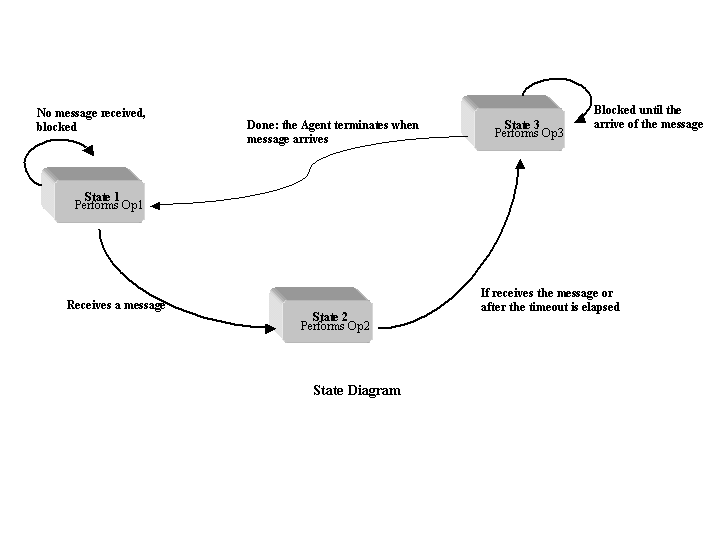 No message received,
blocked
Done: the Agent terminates when
message arrives
State 3
Performs Op3
Blocked until the
arrive of the message
State 1
Performs Op1
Receives a message
State 2
Performs Op2
If receives the message or
after the timeout is elapsed
State Diagram